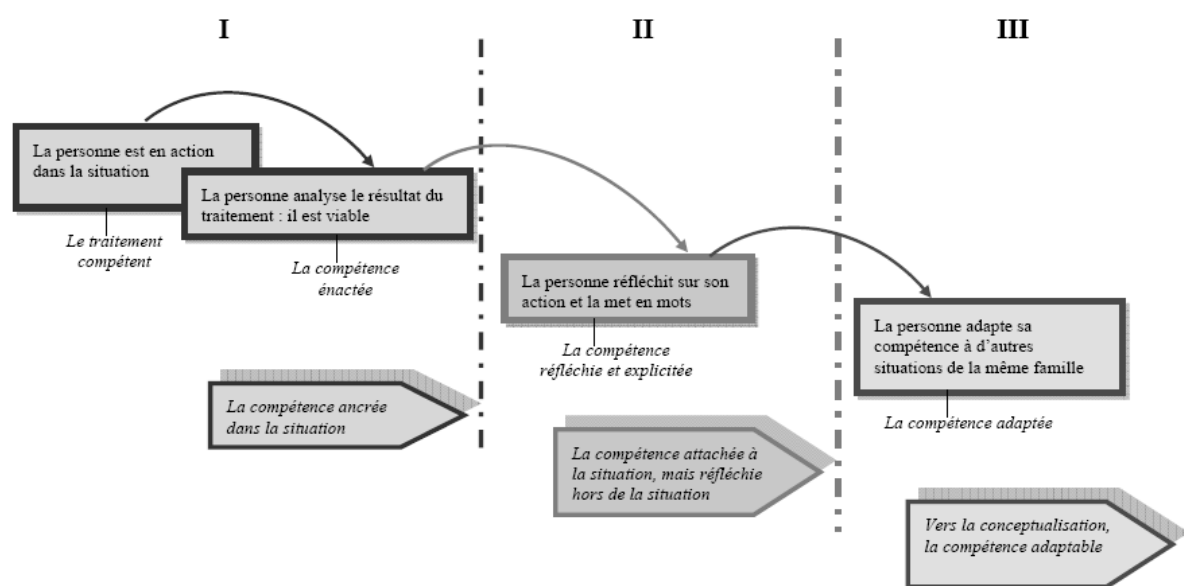 I
II
III
La personne est en action
dans la situation
La personne analyse le résultat du
traitement : il est viable
Le traitement
compétent
La compétence
énactée
La personne réfléchit sur son
action et la met en mots
La compétence
réfléchie et explicitée
La personne adapte sa
compétence à d’autres
situations de la même famille
La compétence adaptée
La compétence ancrée
dans la situation
La compétence attachée à
la situation, mais réfléchie
hors de la situation
Vers la conceptualisation,
la compétence adaptable